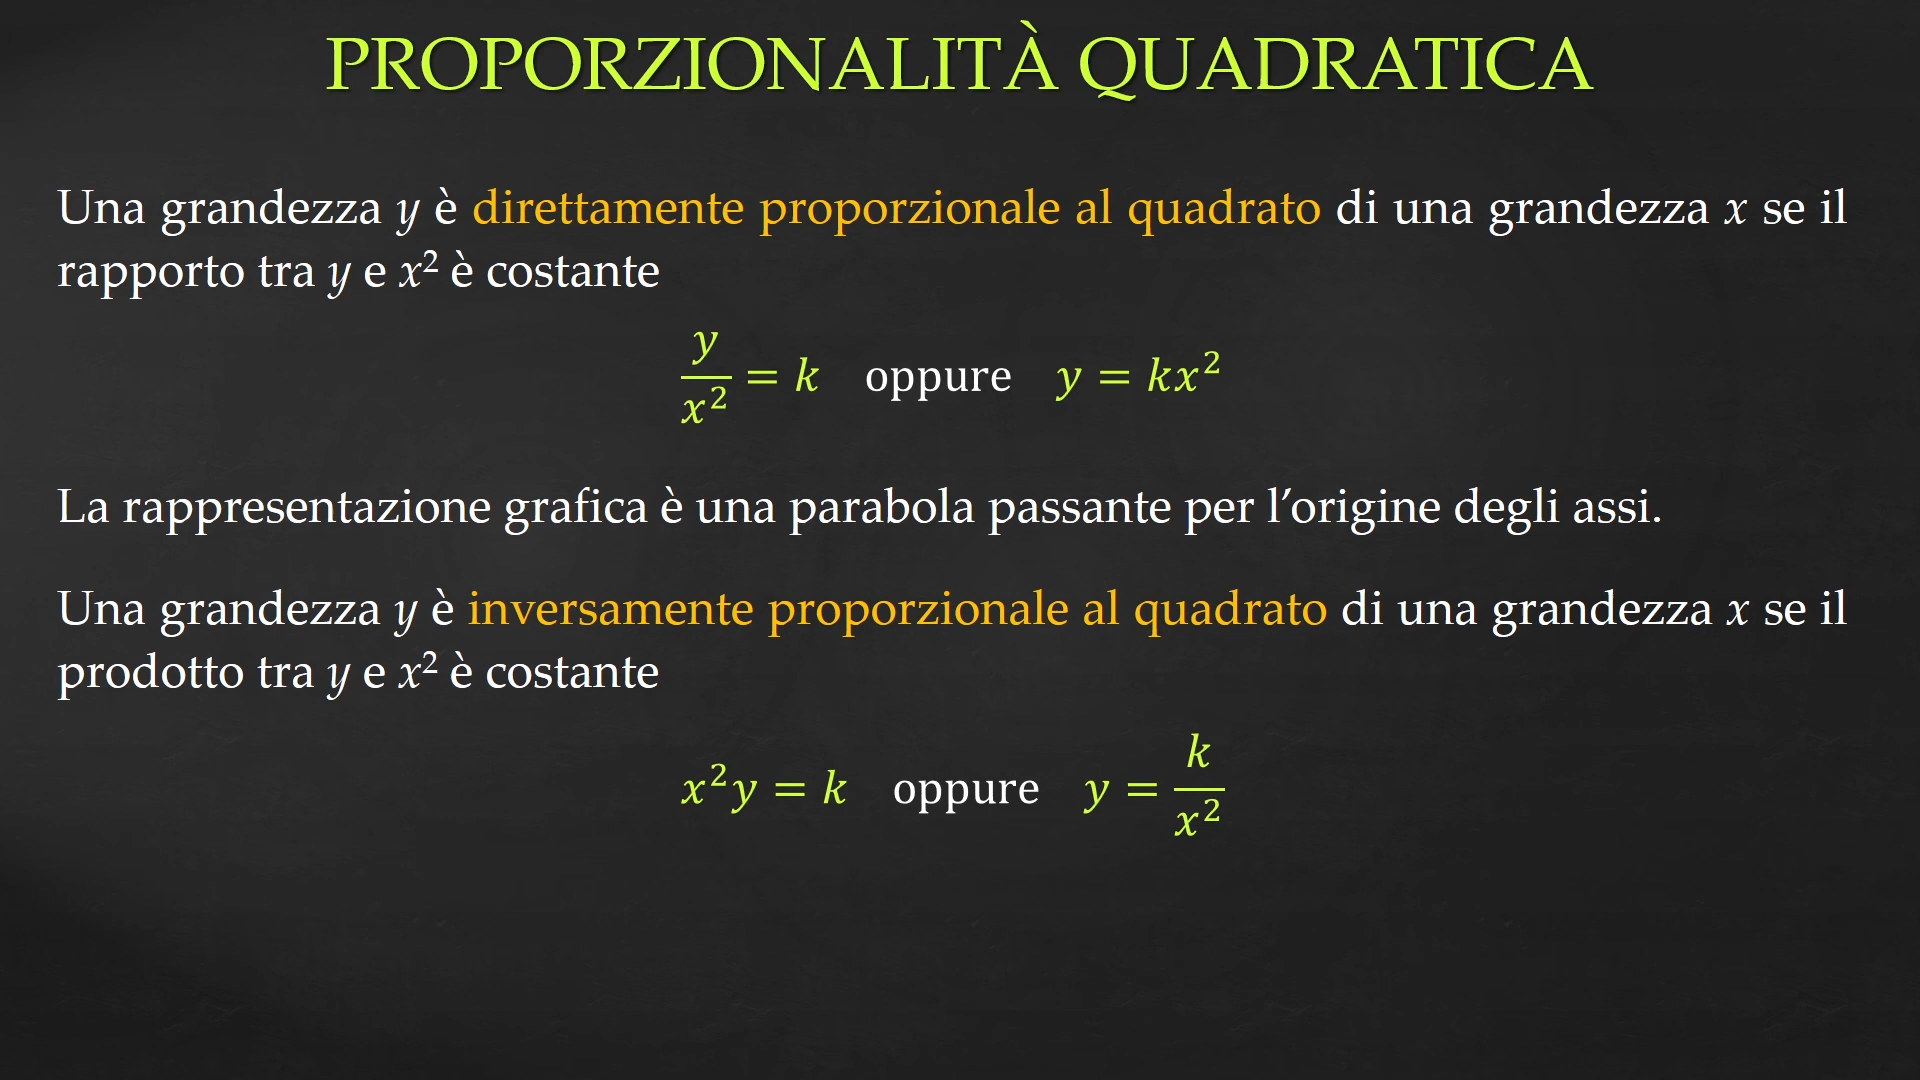 PROPORZIONALITÀ QUADRATICA
Una grandezza y è direttamente proporzionale al quadrato di una grandezza x se il
rapporto tra y e x² è costante
y/x² = k oppure y = kx²
La rappresentazione grafica è una parabola passante per l’origine degli assi.
Una grandezza y è inversamente proporzionale al quadrato di una grandezza x se il
prodotto tra y e x² è costante
x²y = k oppure y = k/x²